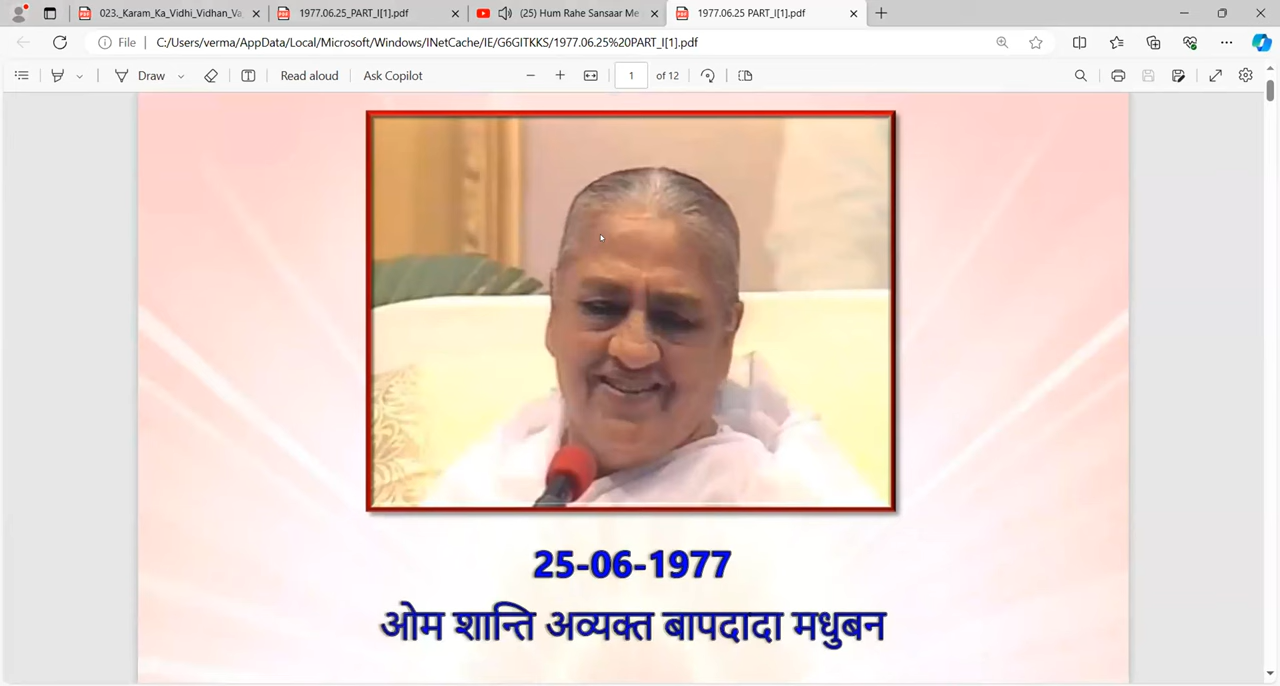 023._Karam_Ka_Vidhi_Vidhan_Va
1977.06.25_PART_I[1].pdf
(25) Hum Rahe Sansaar Me
1977.06.25 PART_I[1].pdf
File
C:/Users/verma/AppData/Local/Microsoft/Windows/INetCache/IE/G6GITKKS/1977.06.25%20PART_I[1].pdf
Draw
Read aloud
Ask Copilot
1
of 12
25-06-1977
ओम शान्ति अव्यक्त बापदादा मधुबन